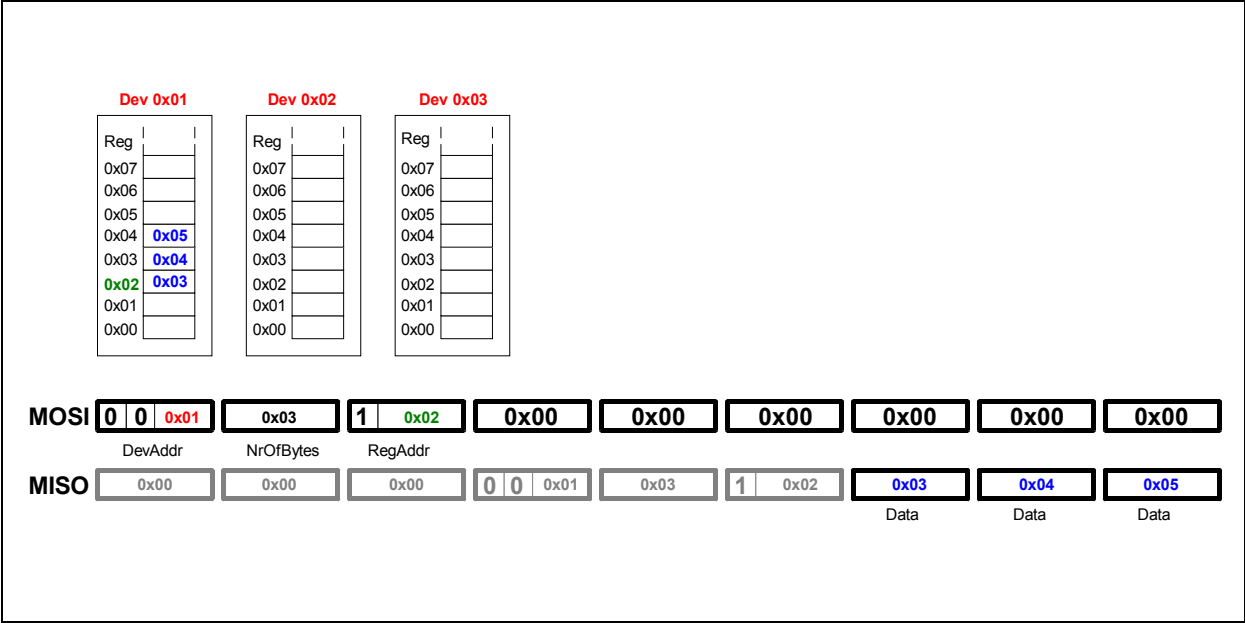 Dev 0x01 Dev 0x02 Dev 0x03
Reg Reg Reg
0x07 0x07 0x07
0x06 0x06 0x06
0x05 0x05 0x05
0x04 0x05 0x04 0x04
0x03 0x04 0x03 0x03
0x02 0x03 0x02 0x02
0x01 0x01 0x01
0x00 0x00 0x00
MOSI 0 0 0x01 0x03 1 0x02 0x00 0x00 0x00 0x00 0x00 0x00
DevAddr NrOfBytes RegAddr
MISO 0x00 0x00 0x00 0 0 0x01 0x03 1 0x02 0x03 0x04 0x05
Data Data Data